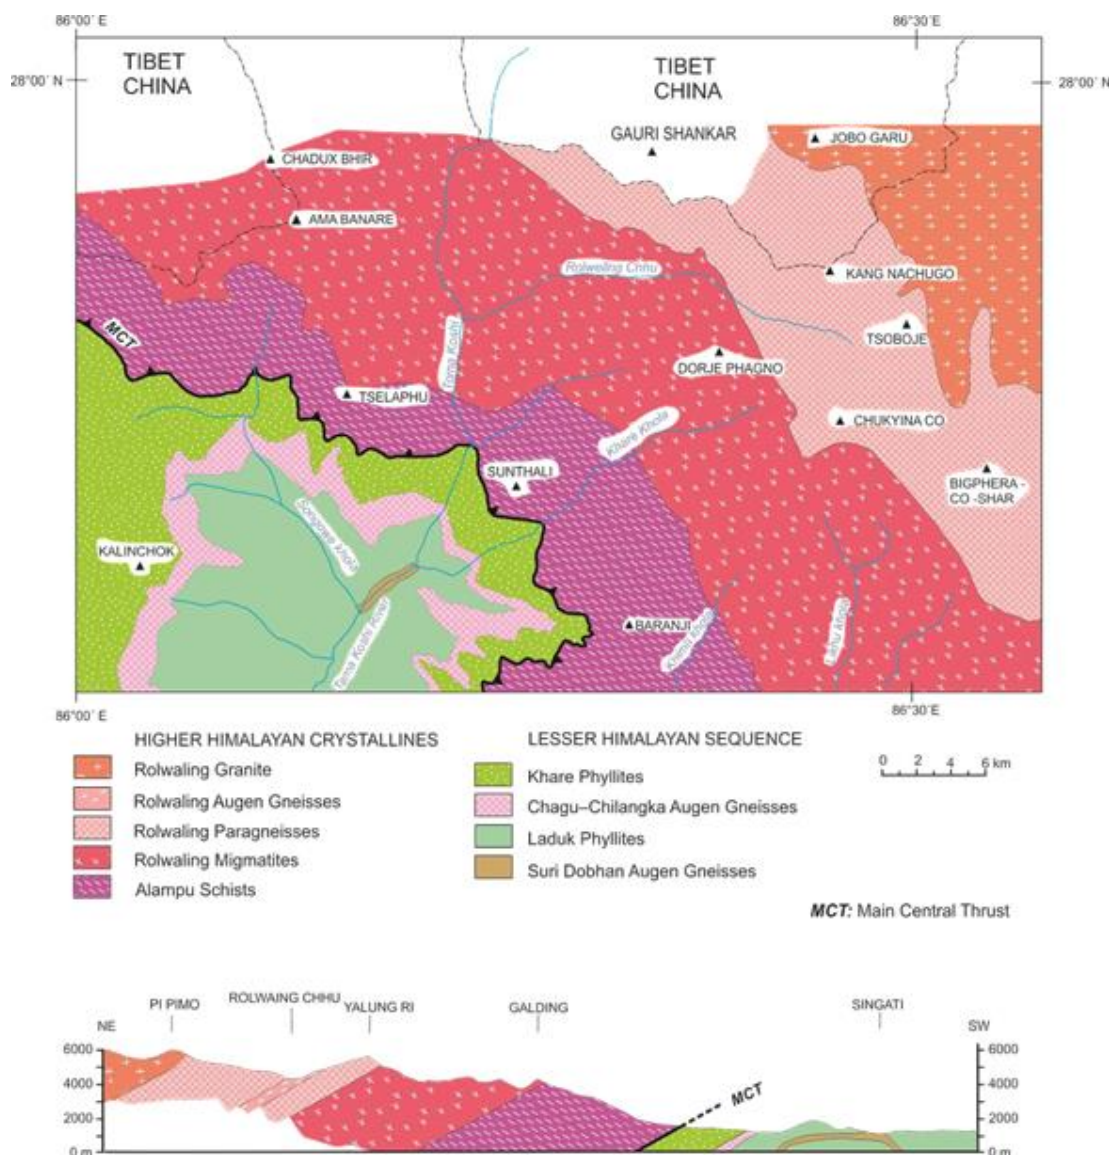 86°00´ E
86°30´E
28°00´ N
28°00´ N
TIBET
CHINA
TIBET
CHINA
GAURI SHANKAR
JOBO GARU
CHADUX BHIR
AMA BANARE
Rolweling Chhu
KANG NACHUGO
MCT
Tama Koshi
TSOBOJE
DORJE PHAGNO
TSELAPHU
CHUKYINA CO
Khare Khola
SUNTHALI
BIGPHERA -
CO -SHAR
Songowa Khola
KALINCHOK
BARANJI
Tama Koshi River
Khimti khola
86°00´ E
86°30´E
HIGHER HIMALAYAN CRYSTALLINES
Rolwaling Granite
Rolwaling Augen Gneisses
Rolwaling Paragneisses
Rolwaling Migmatites
Alampu Schists
LESSER HIMALAYAN SEQUENCE
Khare Phyllites
Chagu–Chilangka Augen Gneisses
Laduk Phyllites
Suri Dobhan Augen Gneisses
0 2 4 6 km
MCT: Main Central Thrust
PI PIMO
ROLWAING CHHU
YALUNG RI
GALDING
SINGATI
NE
SW
6000
4000
2000
0 m
MCT
6000
4000
2000
0 m